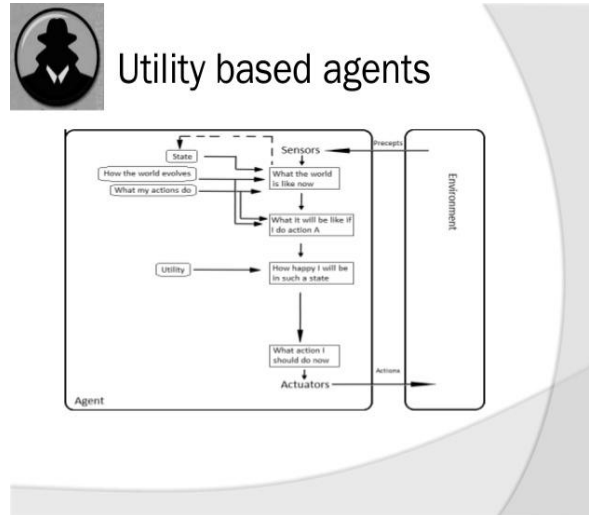 Utility based agents
Sensors
Precepts
State
How the world evolves
What the world
is like now
What my actions do
Environment
What it will be like if
I do action A
Utility
How happy I will be
in such a state
What action I
should do now
Actuators
Actions
Agent